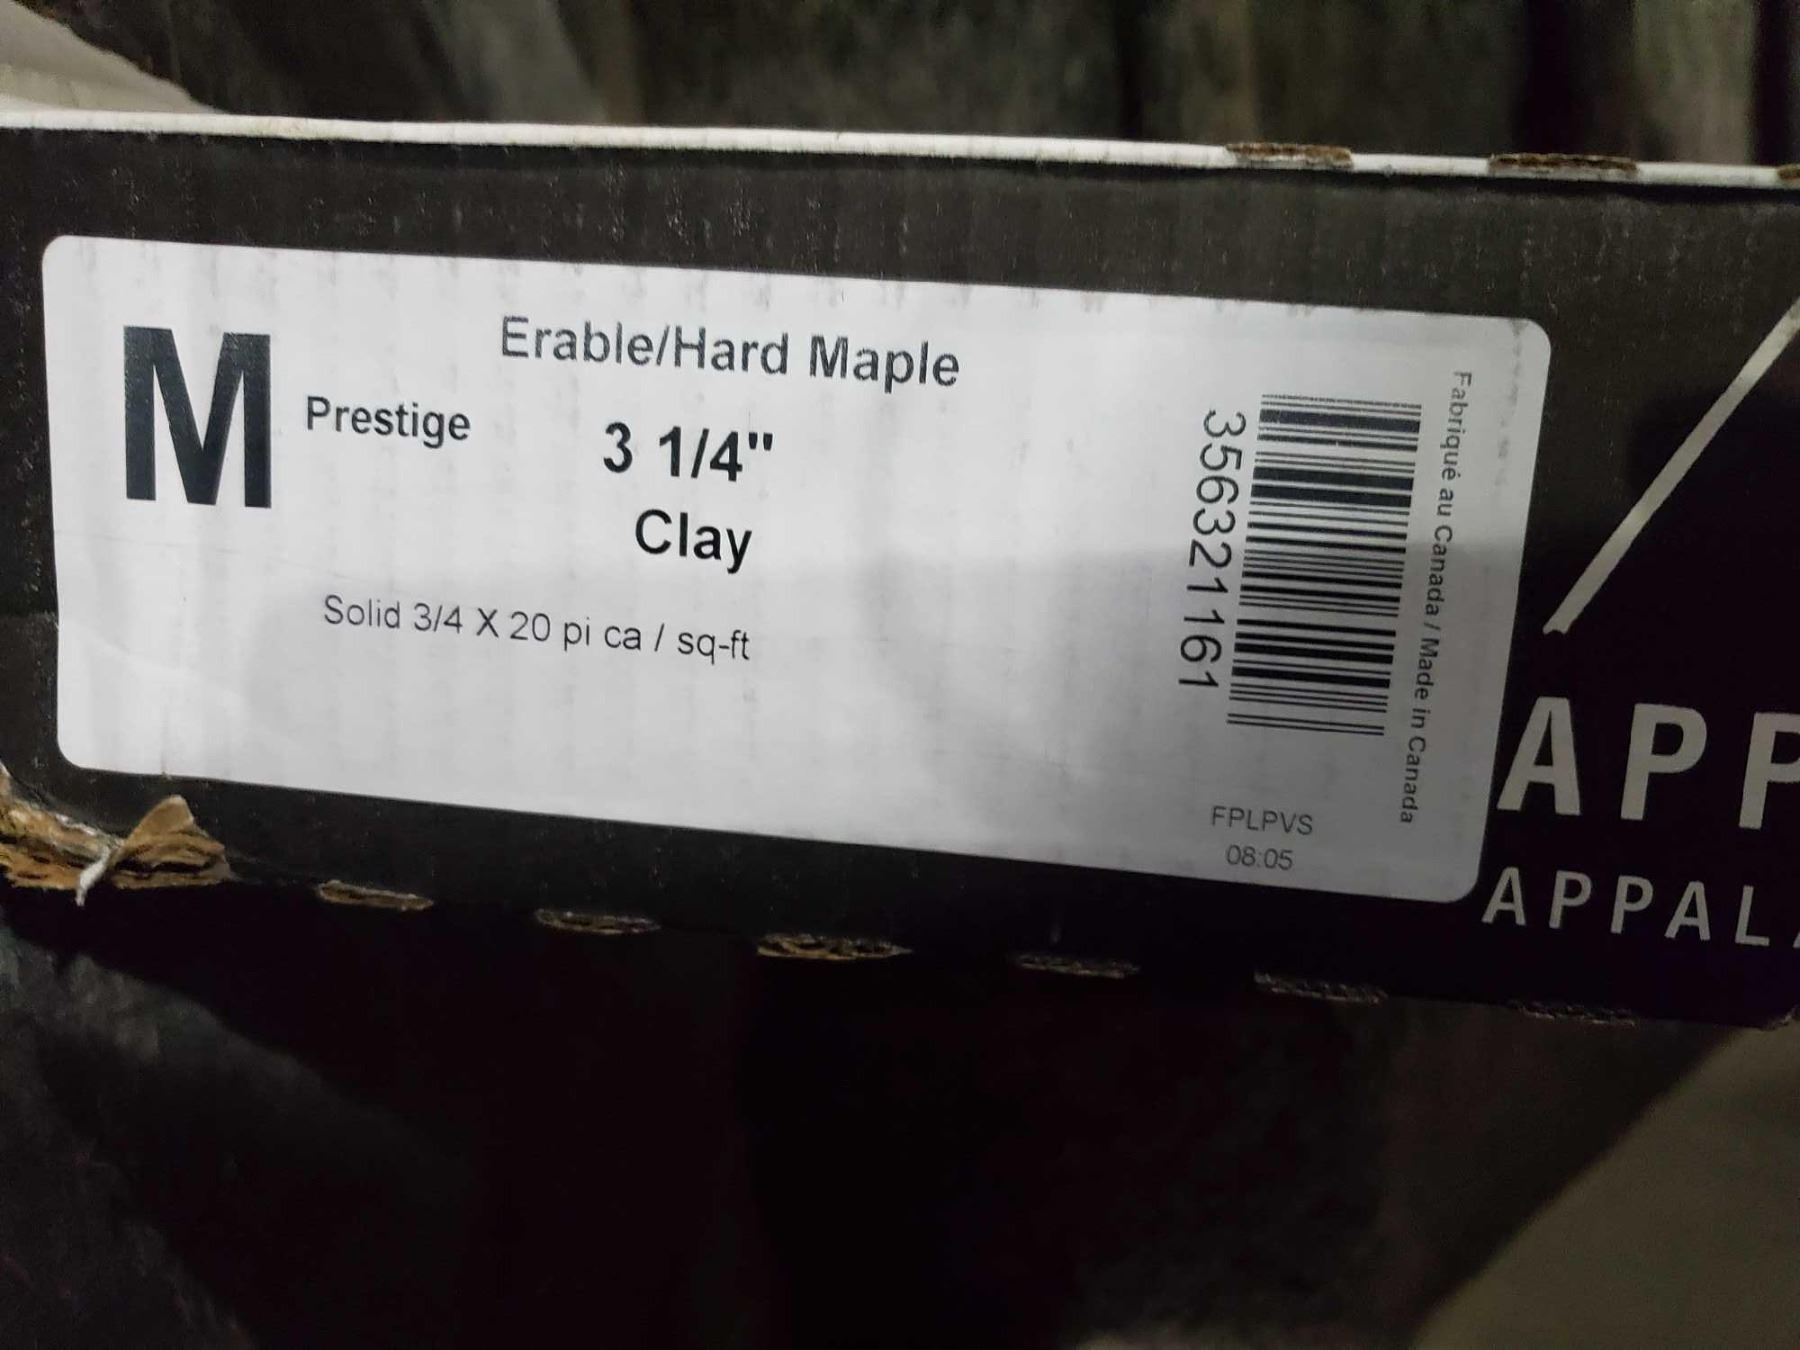 M
Prestige
Erable/Hard Maple
3 1/4"
Clay
Solid 3/4 X 20 pi ca / sq-ft
356321161
Fabriqué au Canada / Made in Canada
FPLPVS
08:05
APP
APPAL